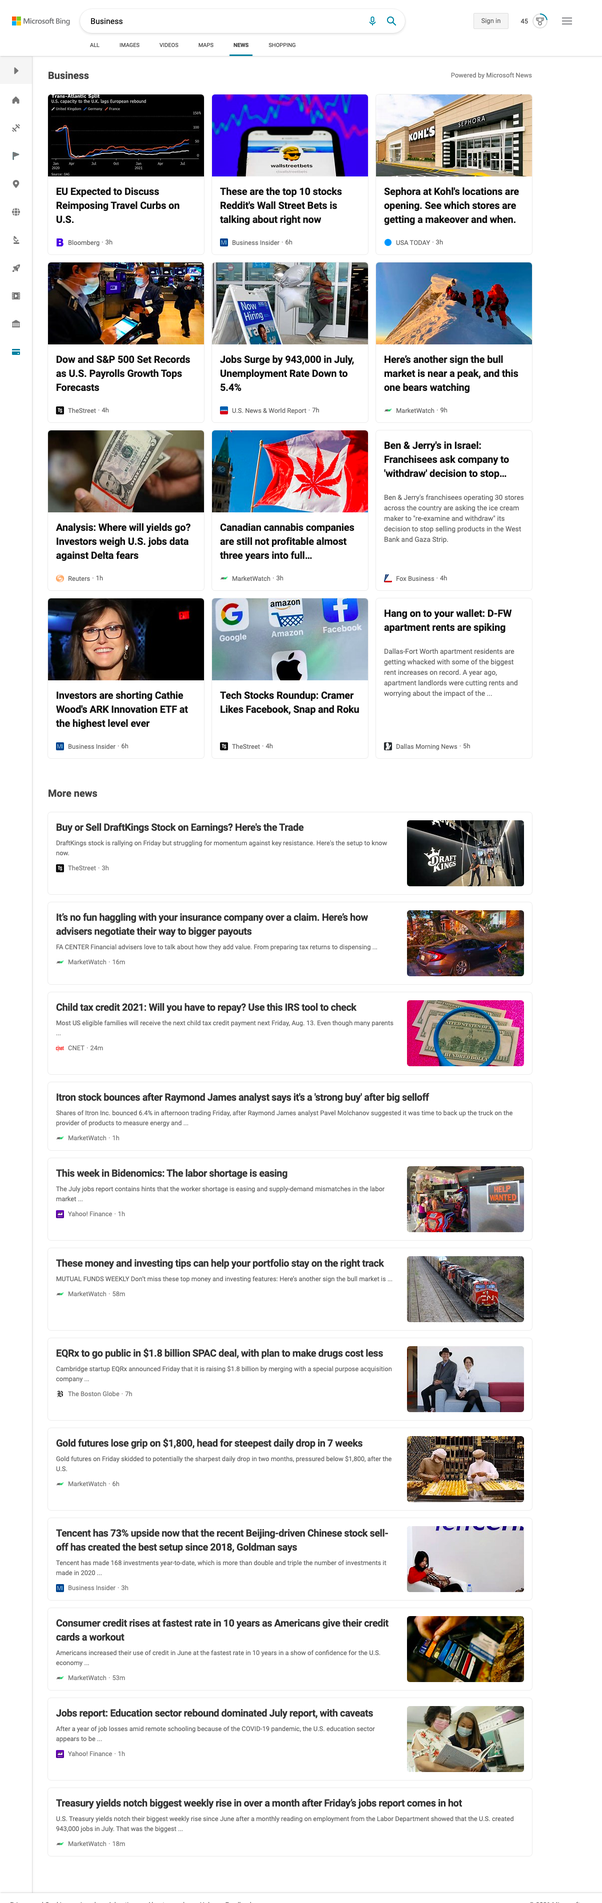 Microsoft Bing
Business
Sign in
45
ALL
IMAGES
VIDEOS
MAPS
NEWS
SHOPPING
Business
Powered by Microsoft News
Trans-Atlantic Split
U.S. capacity to the U.K. lags European rebound
United Kingdom Germany France
EU Expected to Discuss
Reimposing Travel Curbs on
U.S.
Bloomberg · 3h
wallstreetbets
These are the top 10 stocks
Reddit's Wall Street Bets is
talking about right now
Business Insider · 6h
KOHL'S
SEPHORA
Sephora at Kohl's locations are
opening. See which stores are
getting a makeover and when.
USA TODAY · 3h
Dow and S&P 500 Set Records
as U.S. Payrolls Growth Tops
Forecasts
TheStreet · 4h
Now
Hiring
Jobs Surge by 943,000 in July,
Unemployment Rate Down to
5.4%
U.S. News & World Report · 7h
Here's another sign the bull
market is near a peak, and this
one bears watching
MarketWatch · 9h
Analysis: Where will yields go?
Investors weigh U.S. jobs data
against Delta fears
Reuters · 1h
Canadian cannabis companies
are still not profitable almost
three years into full...
MarketWatch · 3h
Ben & Jerry's in Israel:
Franchisees ask company to
'withdraw' decision to stop...
Ben & Jerry's franchisees operating 30 stores
across the country are asking the ice cream
maker to "re-examine and withdraw" its
decision to stop selling products in the West
Bank and Gaza Strip.
Fox Business · 4h
Investors are shorting Cathie
Wood's ARK Innovation ETF at
the highest level ever
Business Insider · 6h
Google
amazon
Amazon
Facebook
Tech Stocks Roundup: Cramer
Likes Facebook, Snap and Roku
TheStreet · 4h
Hang on to your wallet: D-FW
apartment rents are spiking
Dallas-Fort Worth apartment residents are
getting whacked with some of the biggest
rent increases on record. A year ago,
apartment landlords were cutting rents and
worrying about the impact of the ...
Dallas Morning News · 5h
More news
Buy or Sell DraftKings Stock on Earnings? Here's the Trade
DraftKings stock is rallying on Friday but struggling for momentum against key resistance. Here's the setup to know
now.
TheStreet · 3h
DRAFT
KINGS
It's no fun haggling with your insurance company over a claim. Here's how
advisers negotiate their way to bigger payouts
FA CENTER Financial advisers love to talk about how they add value. From preparing tax returns to dispensing ...
MarketWatch · 16m
Child tax credit 2021: Will you have to repay? Use this IRS tool to check
Most US eligible families will receive the next child tax credit payment next Friday, Aug. 13. Even though many parents
...
CNET · 24m
Itron stock bounces after Raymond James analyst says it's a 'strong buy' after big selloff
Shares of Itron Inc. bounced 6.4% in afternoon trading Friday, after Raymond James analyst Pavel Molchanov suggested it was time to back up the truck on the
provider of products to measure energy and ...
MarketWatch · 1h
This week in Bidenomics: The labor shortage is easing
The July jobs report contains hints that the worker shortage is easing and supply-demand mismatches in the labor
market ...
Yahoo! Finance · 1h
HELP
WANTED
These money and investing tips can help your portfolio stay on the right track
MUTUAL FUNDS WEEKLY Don't miss these top money and investing features: Here's another sign the bull market is ...
MarketWatch · 58m
EQRx to go public in $1.8 billion SPAC deal, with plan to make drugs cost less
Cambridge startup EQRx announced Friday that it is raising $1.8 billion by merging with a special purpose acquisition
company ...
The Boston Globe · 7h
Gold futures lose grip on $1,800, head for steepest daily drop in 7 weeks
Gold futures on Friday skidded to potentially the sharpest daily drop in two months, pressured below $1,800, after the
U.S.
MarketWatch · 6h
Tencent has 73% upside now that the recent Beijing-driven Chinese stock sell-
off has created the best setup since 2018, Goldman says
Tencent has made 168 investments year-to-date, which is more than double and triple the number of investments it
made in 2020 ...
Business Insider · 3h
Consumer credit rises at fastest rate in 10 years as Americans give their credit
cards a workout
Americans increased their use of credit in June at the fastest rate in 10 years in a show of confidence for the U.S.
economy ...
MarketWatch · 53m
Jobs report: Education sector rebound dominated July report, with caveats
After a year of job losses amid remote schooling because of the COVID-19 pandemic, the U.S. education sector
appears to be ...
Yahoo! Finance · 1h
Treasury yields notch biggest weekly rise in over a month after Friday's jobs report comes in hot
U.S. Treasury yields notch their biggest weekly rise since June after a monthly reading on employment from the Labor Department showed that the U.S. created
943,000 jobs in July. That was the biggest ...
MarketWatch · 18m